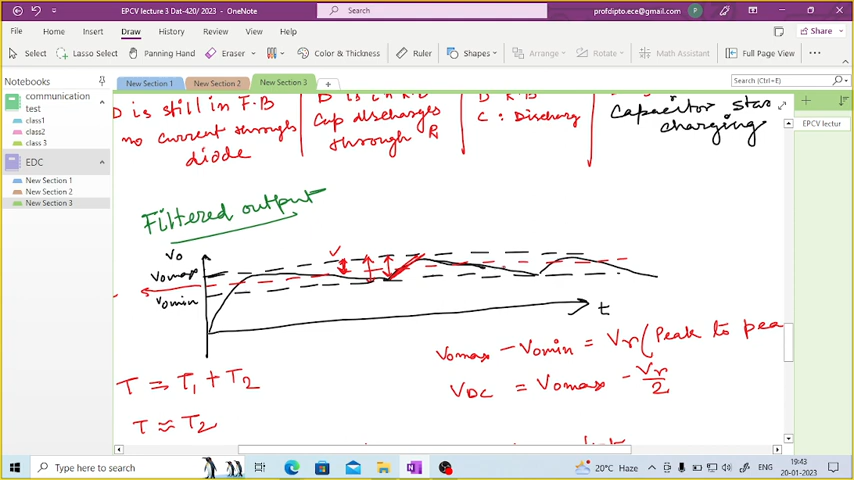 EPCV lecture 3 Dat-420/ 2023 - OneNote
Search
profdipto.ece@gmail.com
P
File
Home
Insert
Draw
History
Review
View
Help
Share
Select
Lasso Select
Panning Hand
Eraser
Color & Thickness
Ruler
Shapes
Arrange
Rotate
Math Assistant
Full Page View
Notebooks
New Section 1
New Section 2
New Section 3
+
Search (Ctrl+E)
communication test
class1
class2
class 3
EDC
New Section 1
New Section 2
New Section 3
EPCV lectur
D is still in F.B
no current through
diode
Cap discharges
through R
D R.B
C : Discharg
Capacitor star
charging
Filtered output
Vo
Vomax
Vomin
t
Vomax - Vomin = Vr (Peak to pea
VDC = Vomax - Vr/2
T = T1 + T2
T ≈ T2
Type here to search
20°C Haze
ENG
19:43
20-01-2023